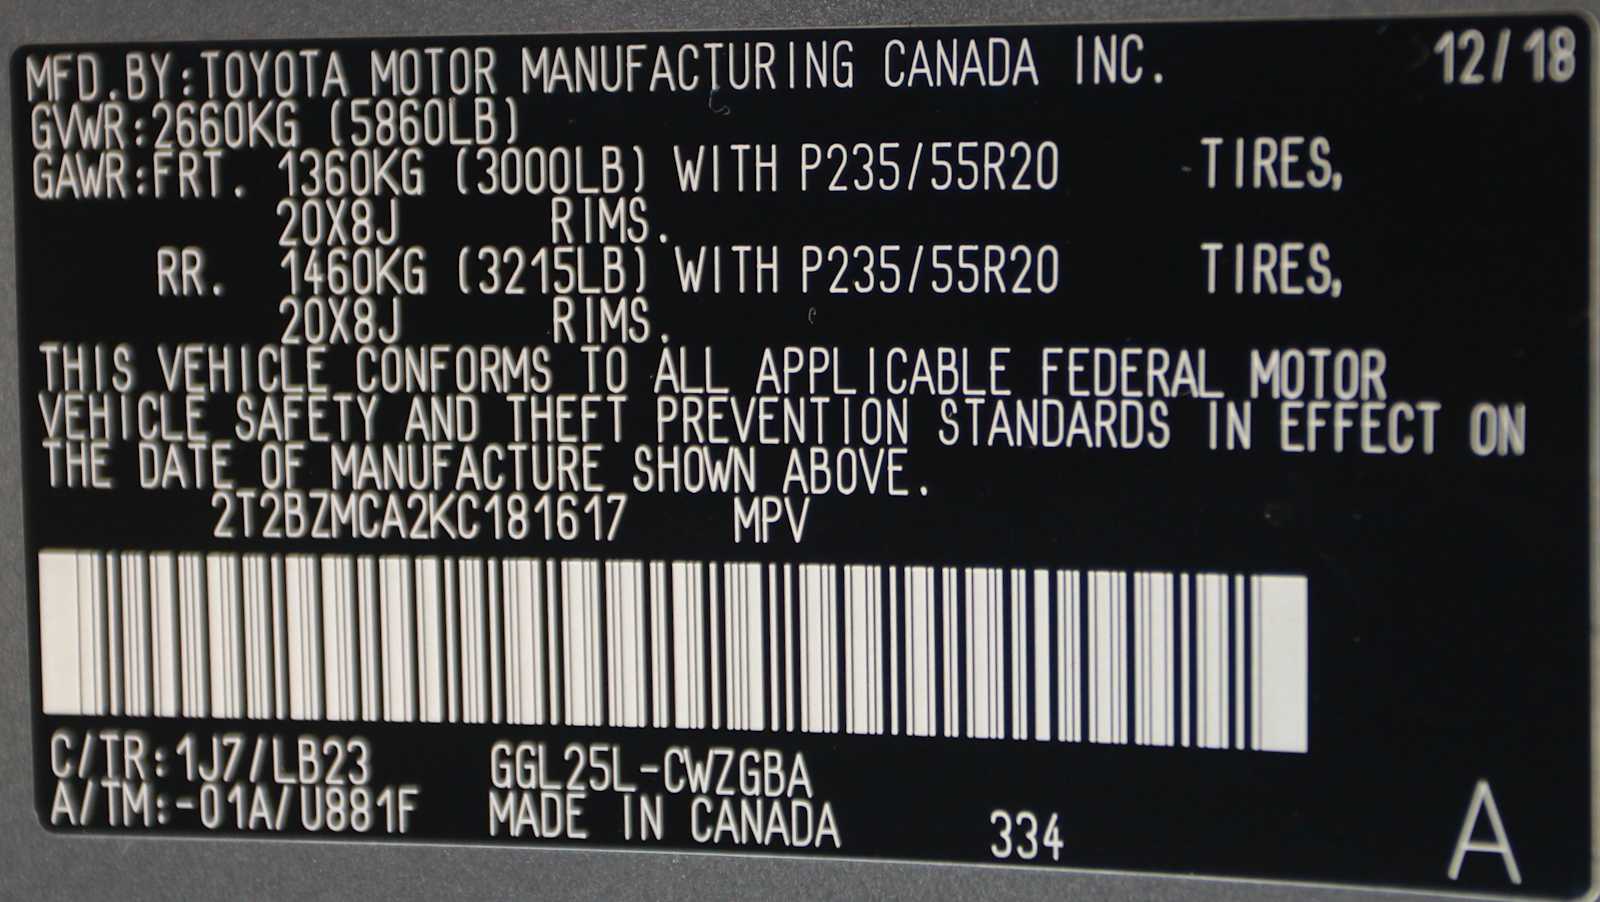 MFD.BY:TOYOTA MOTOR MANUFACTURING CANADA INC. 12/18
GVWR:2660KG (5860LB)
GAWR:FRT. 1360KG (3000LB) WITH P235/55R20 TIRES,
20X8J RIMS.
RR. 1460KG (3215LB) WITH P235/55R20 TIRES,
20X8J RIMS.
THIS VEHICLE CONFORMS TO ALL APPLICABLE FEDERAL MOTOR
VEHICLE SAFETY AND THEFT PREVENTION STANDARDS IN EFFECT ON
THE DATE OF MANUFACTURE SHOWN ABOVE.
2T2BZMCA2KC181617 MPV
C/TR:1J7/LB23 GGL25L-CWZGBA
A/TM:-01A/U881F MADE IN CANADA 334 A